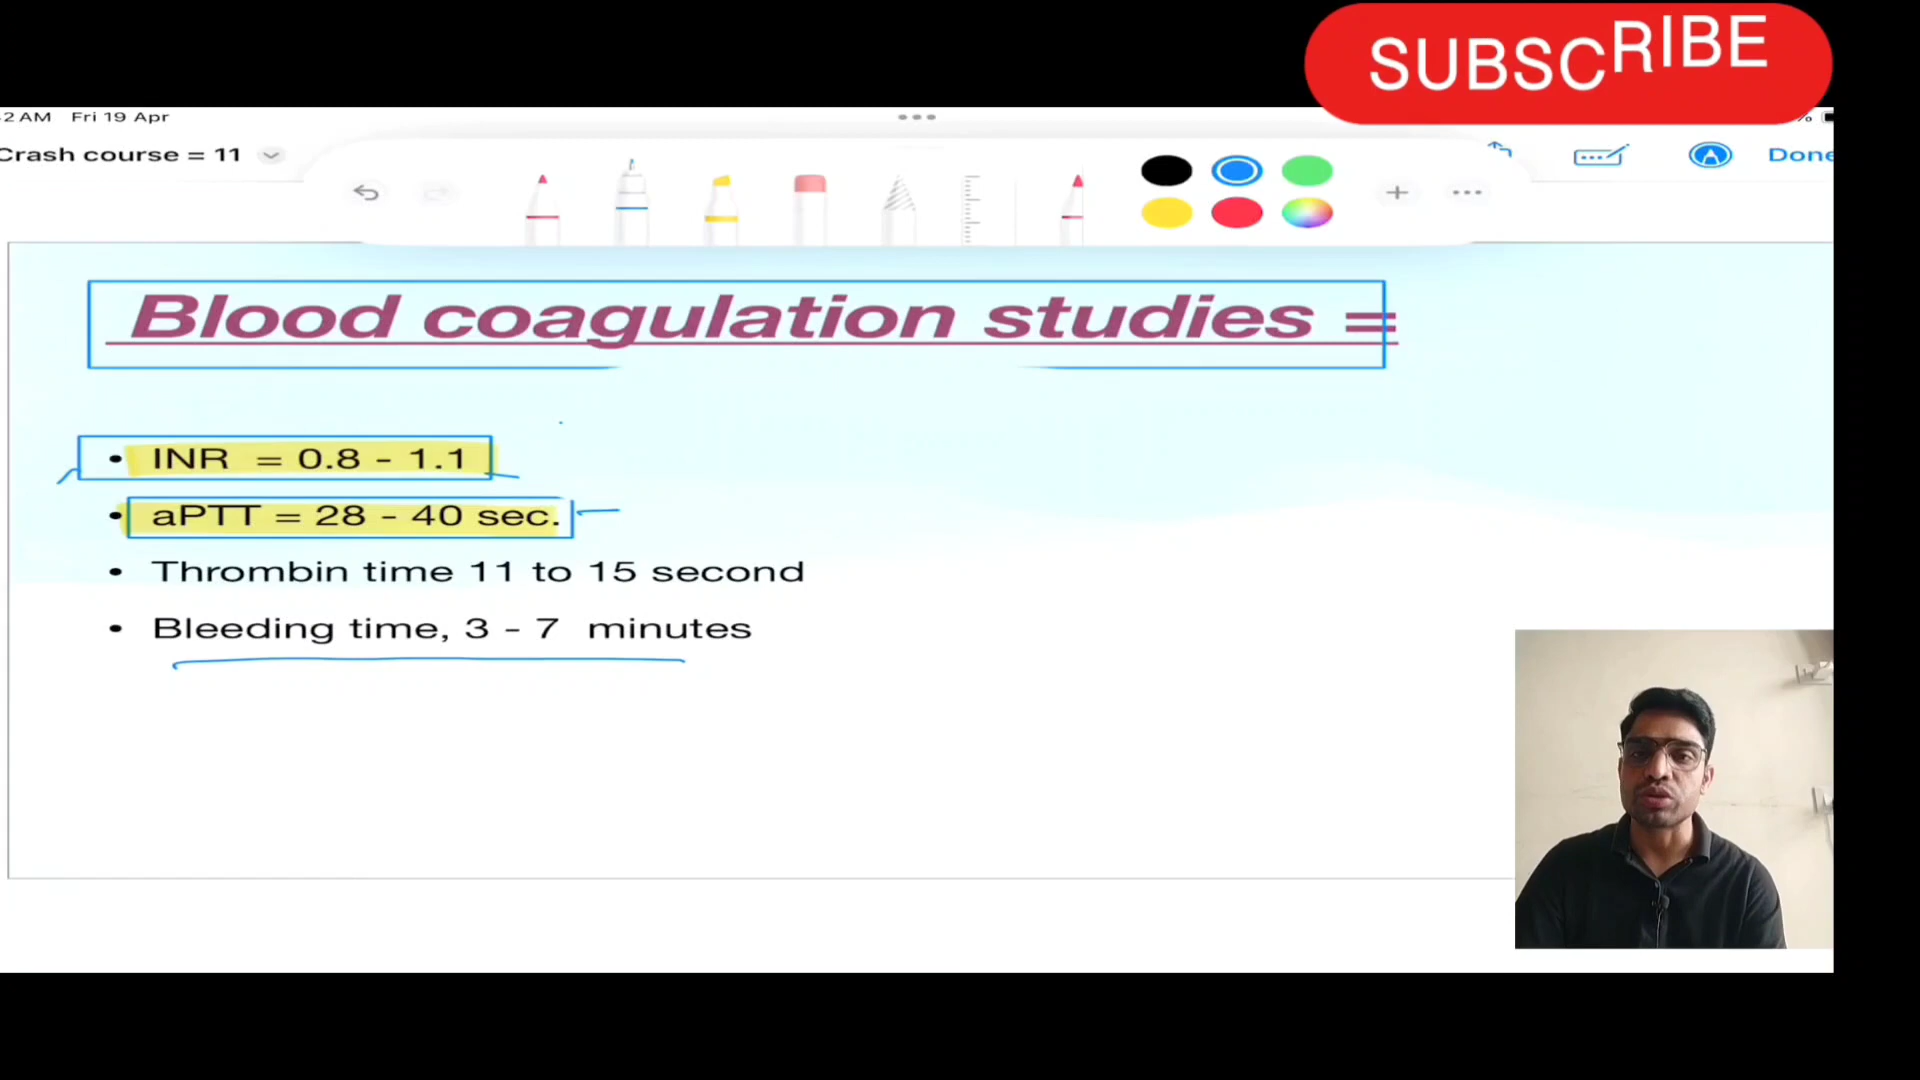 SUBSCRIBE
2 AM Fri 19 Apr
Crash course = 11
Done
Blood coagulation studies =
• INR = 0.8 - 1.1
• aPTT = 28 - 40 sec.
• Thrombin time 11 to 15 second
• Bleeding time, 3 - 7 minutes